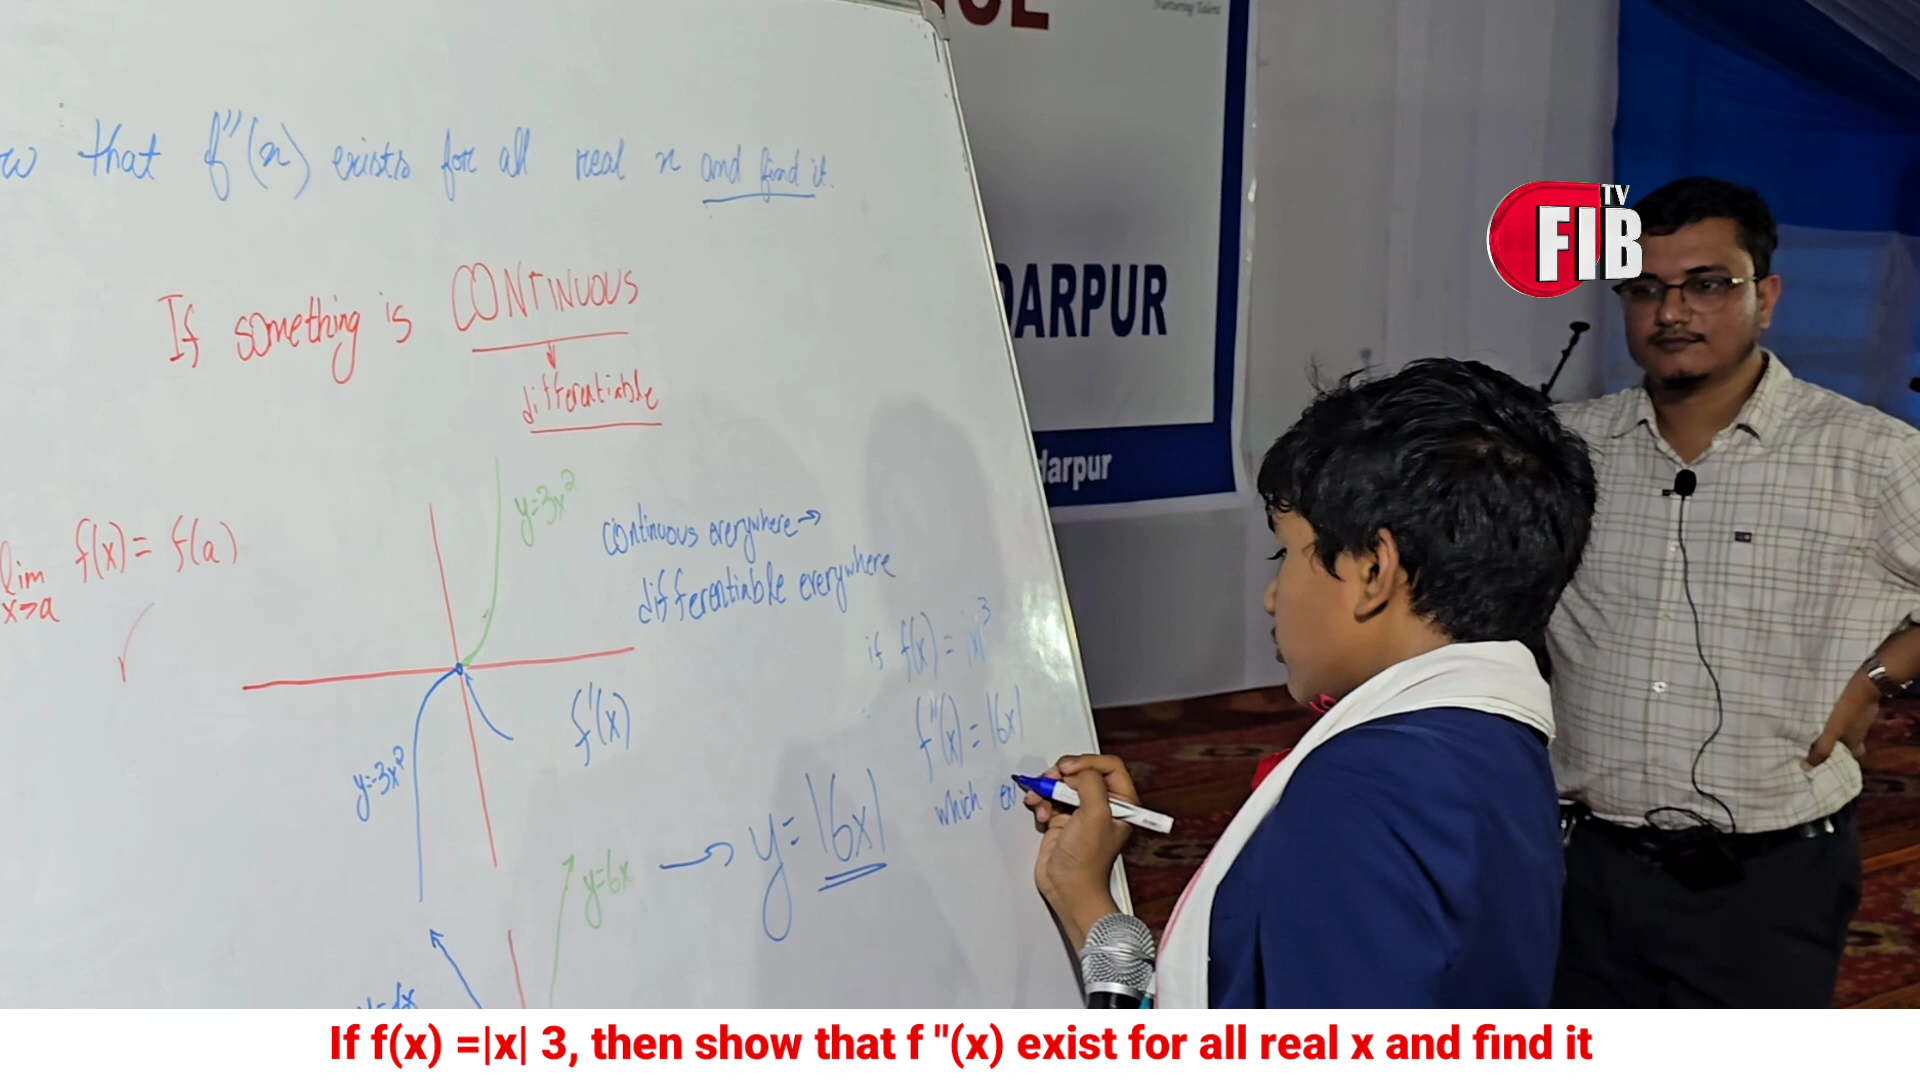 Nurturing Talent
that f"(x) exists for all real x and find it.
TV
FIB
If something is CONTINUOUS
differentiable
DARPUR
darpur
y=3x²
lim f(x) = f(a)
x→a
continuous everywhere →
differentiable everywhere
if f(x) = |x|³
f'(x)
f"(x) = |6x|
y=-3x²
which
y=6x
y= |6x|
If f(x) =|x| 3, then show that f "(x) exist for all real x and find it